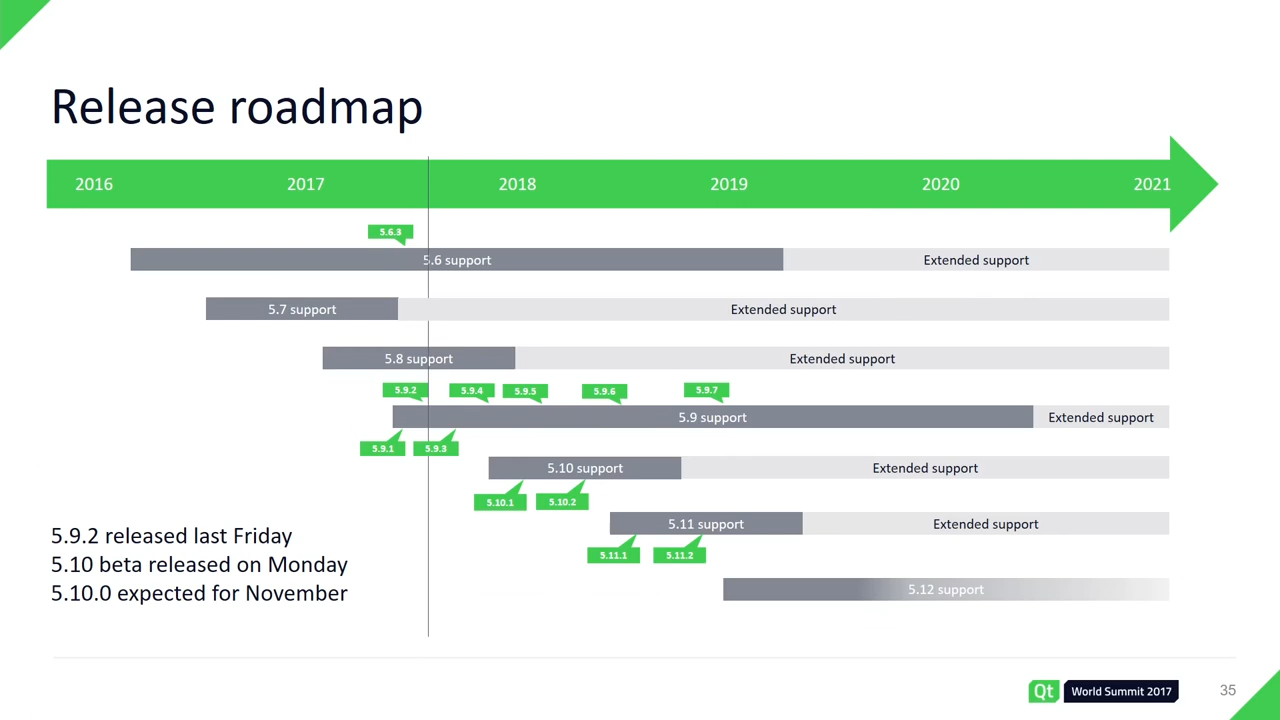 Release roadmap
2016 2017 2018 2019 2020 2021
5.6.3
5.6 support Extended support
5.7 support Extended support
5.8 support Extended support
5.9.2 5.9.4 5.9.5 5.9.6 5.9.7
5.9 support Extended support
5.9.1 5.9.3
5.10 support Extended support
5.10.1 5.10.2
5.11 support Extended support
5.11.1 5.11.2
5.12 support
5.9.2 released last Friday
5.10 beta released on Monday
5.10.0 expected for November
Qt World Summit 2017
35